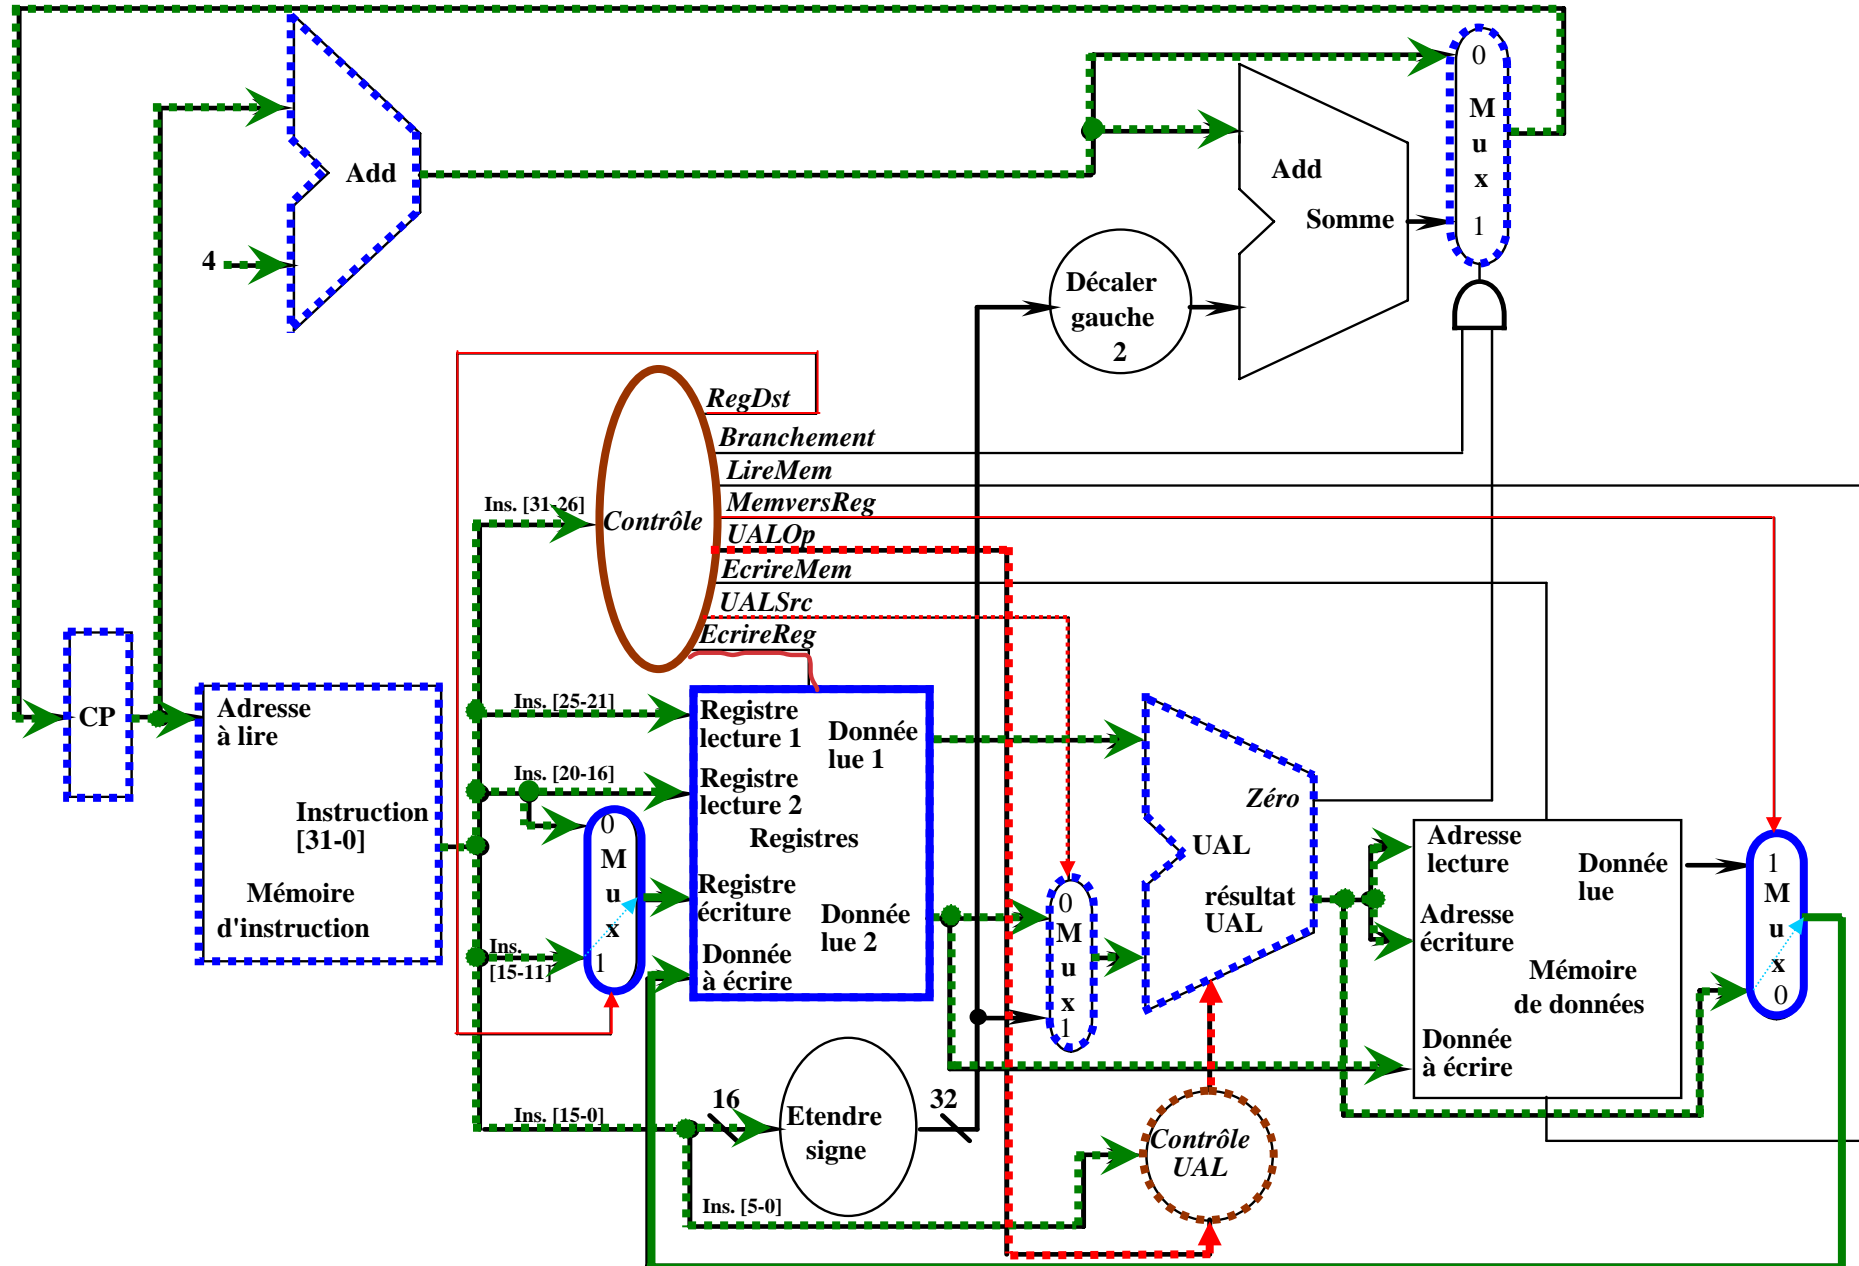 0
M
u
x
1
Add
Add
Somme
4
Décaler
gauche
2
RegDst
Branchement
LireMem
Ins. [31-26]
Contrôle
MemversReg
UALOp
EcrireMem
UALSrc
EcrireReg
CP
Adresse
à lire
Instruction
[31-0]
Mémoire
d'instruction
Ins. [25-21]
Ins. [20-16]
Ins.
[15-11]
0
M
u
x
1
Registre
lecture 1
Registre
lecture 2
Registres
Registre
écriture
Donnée
à écrire
Donnée
lue 1
Donnée
lue 2
0
M
u
x
1
Zéro
UAL
résultat
UAL
Adresse
lecture
Adresse
écriture
Donnée
lue
Mémoire
de données
Donnée
à écrire
1
M
u
x
0
Ins. [15-0]
16
Etendre
signe
32
Contrôle
UAL
Ins. [5-0]